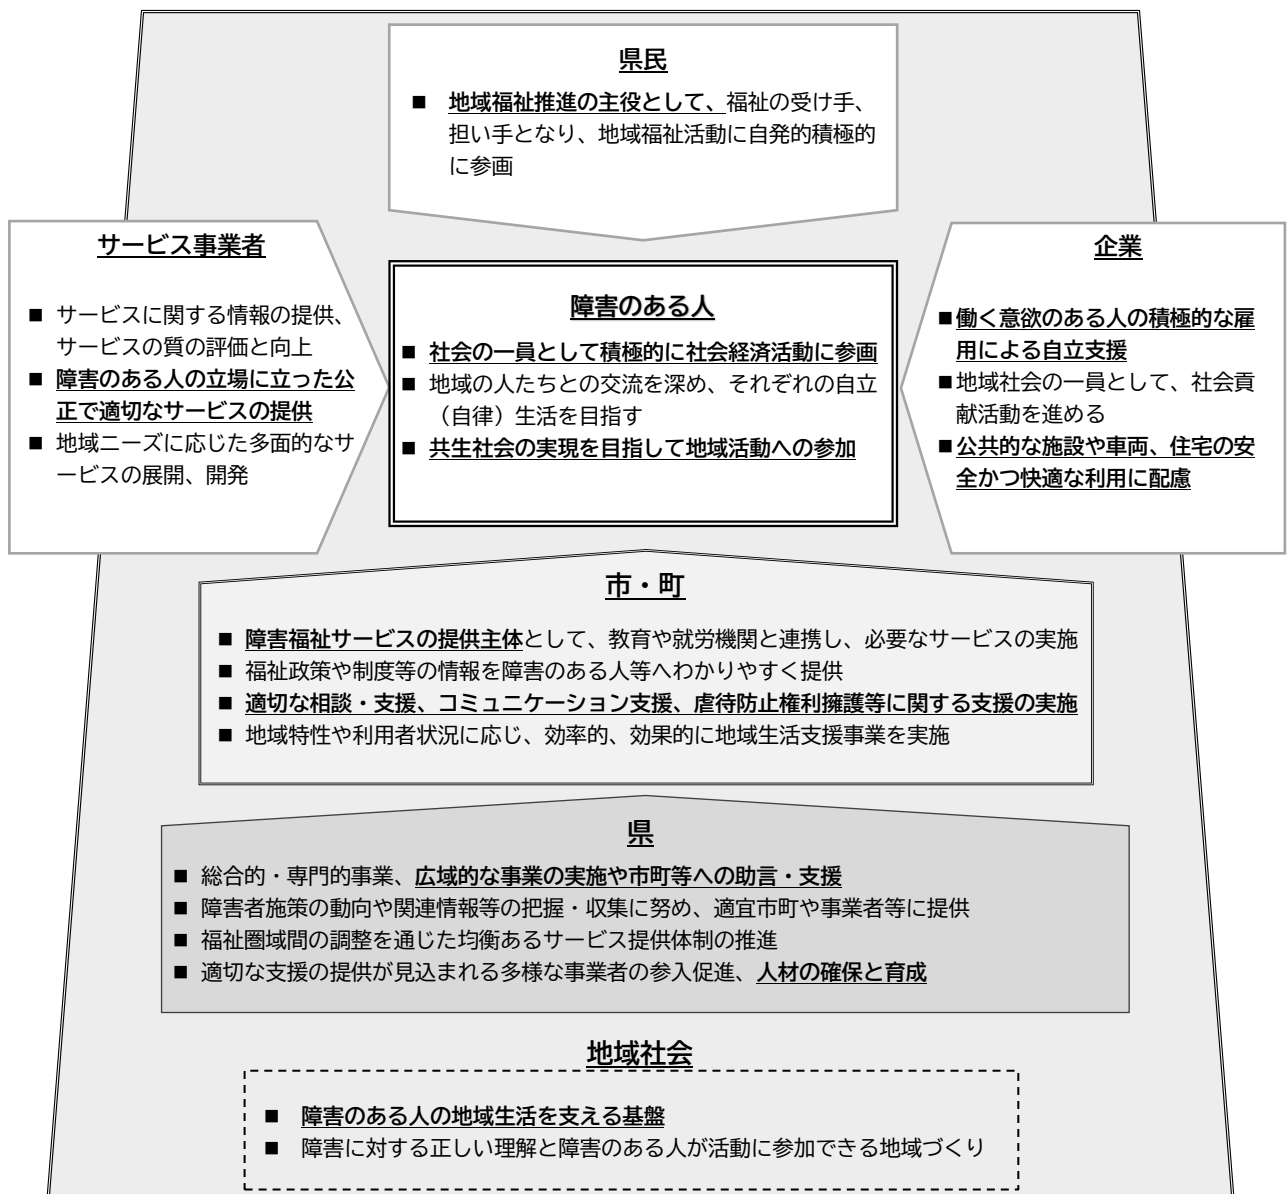 県民
■ 地域福祉推進の主役として、福祉の受け手、
担い手となり、地域福祉活動に自発的積極的
に参画
サービス事業者
■ サービスに関する情報の提供、
サービスの質の評価と向上
■ 障害のある人の立場に立った公
正で適切なサービスの提供
■ 地域ニーズに応じた多面的なサ
ービスの展開、開発
障害のある人
■ 社会の一員として積極的に社会経済活動に参画
■ 地域の人たちとの交流を深め、それぞれの自立
（自律）生活を目指す
■ 共生社会の実現を目指して地域活動への参加
企業
■働く意欲のある人の積極的な雇
用による自立支援
■地域社会の一員として、社会貢
献活動を進める
■公共的な施設や車両、住宅の安
全かつ快適な利用に配慮
市・町
■ 障害福祉サービスの提供主体として、教育や就労機関と連携し、必要なサービスの実施
■ 福祉政策や制度等の情報を障害のある人等へわかりやすく提供
■ 適切な相談・支援、コミュニケーション支援、虐待防止権利擁護等に関する支援の実施
■ 地域特性や利用者状況に応じ、効率的、効果的に地域生活支援事業を実施
県
■ 総合的・専門的事業、広域的な事業の実施や市町等への助言・支援
■ 障害者施策の動向や関連情報等の把握・収集に努め、適宜市町や事業者等に提供
■ 福祉圏域間の調整を通じた均衡あるサービス提供体制の推進
■ 適切な支援の提供が見込まれる多様な事業者の参入促進、人材の確保と育成
地域社会
■ 障害のある人の地域生活を支える基盤
■ 障害に対する正しい理解と障害のある人が活動に参加できる地域づくり